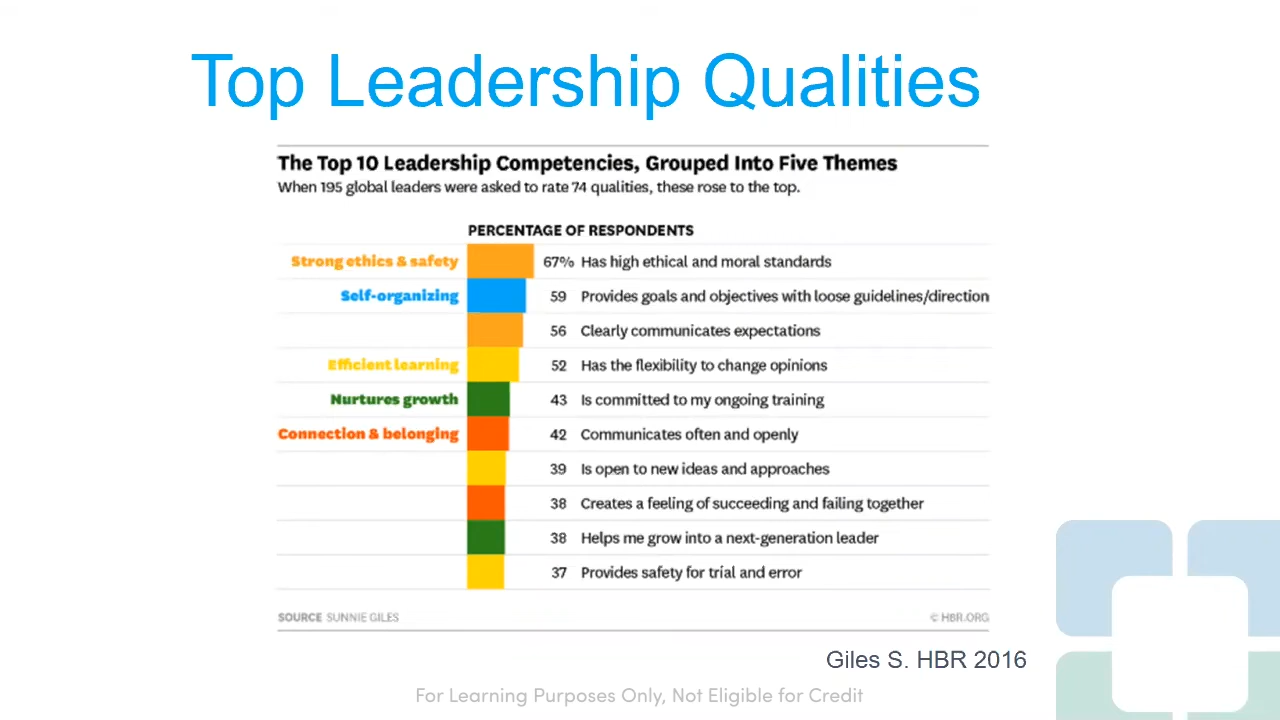 Top Leadership Qualities
The Top 10 Leadership Competencies, Grouped Into Five Themes
When 195 global leaders were asked to rate 74 qualities, these rose to the top.
PERCENTAGE OF RESPONDENTS
Strong ethics & safety 67% Has high ethical and moral standards
Self-organizing 59 Provides goals and objectives with loose guidelines/direction
56 Clearly communicates expectations
Efficient learning 52 Has the flexibility to change opinions
Nurtures growth 43 Is committed to my ongoing training
Connection & belonging 42 Communicates often and openly
39 Is open to new ideas and approaches
38 Creates a feeling of succeeding and failing together
38 Helps me grow into a next-generation leader
37 Provides safety for trial and error
SOURCE SUNNIE GILES © HBR.ORG
Giles S. HBR 2016
For Learning Purposes Only, Not Eligible for Credit